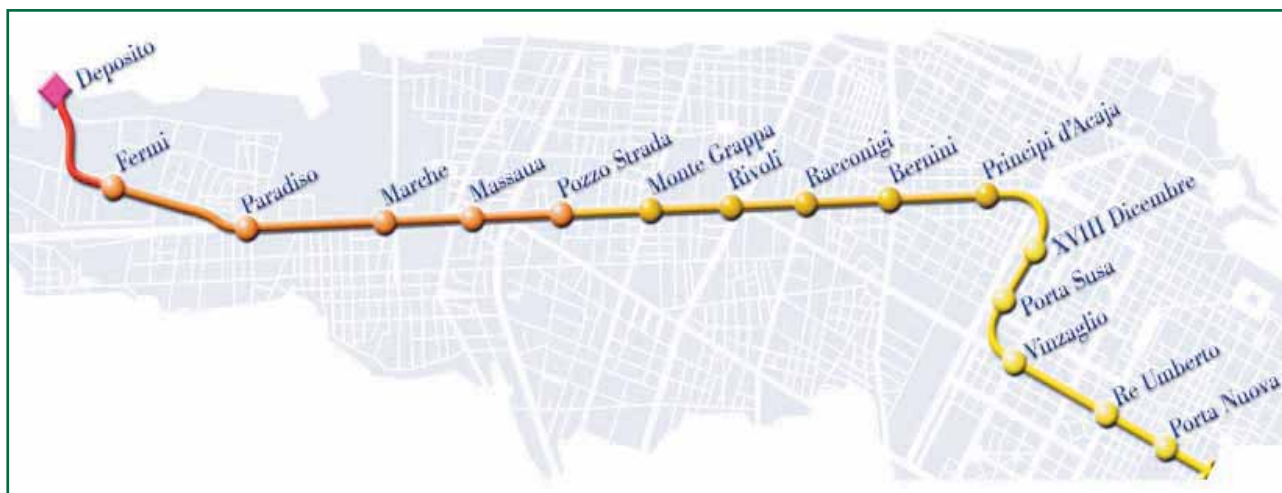 Deposito
Fermi
Paradiso
Marche
Massaua
Pozzo Strada
Monte Grappa
Rivoli
Racconigi
Bernini
Principi d'Acaja
XVIII Dicembre
Porta Susa
Vinzaglio
Re Umberto
Porta Nuova